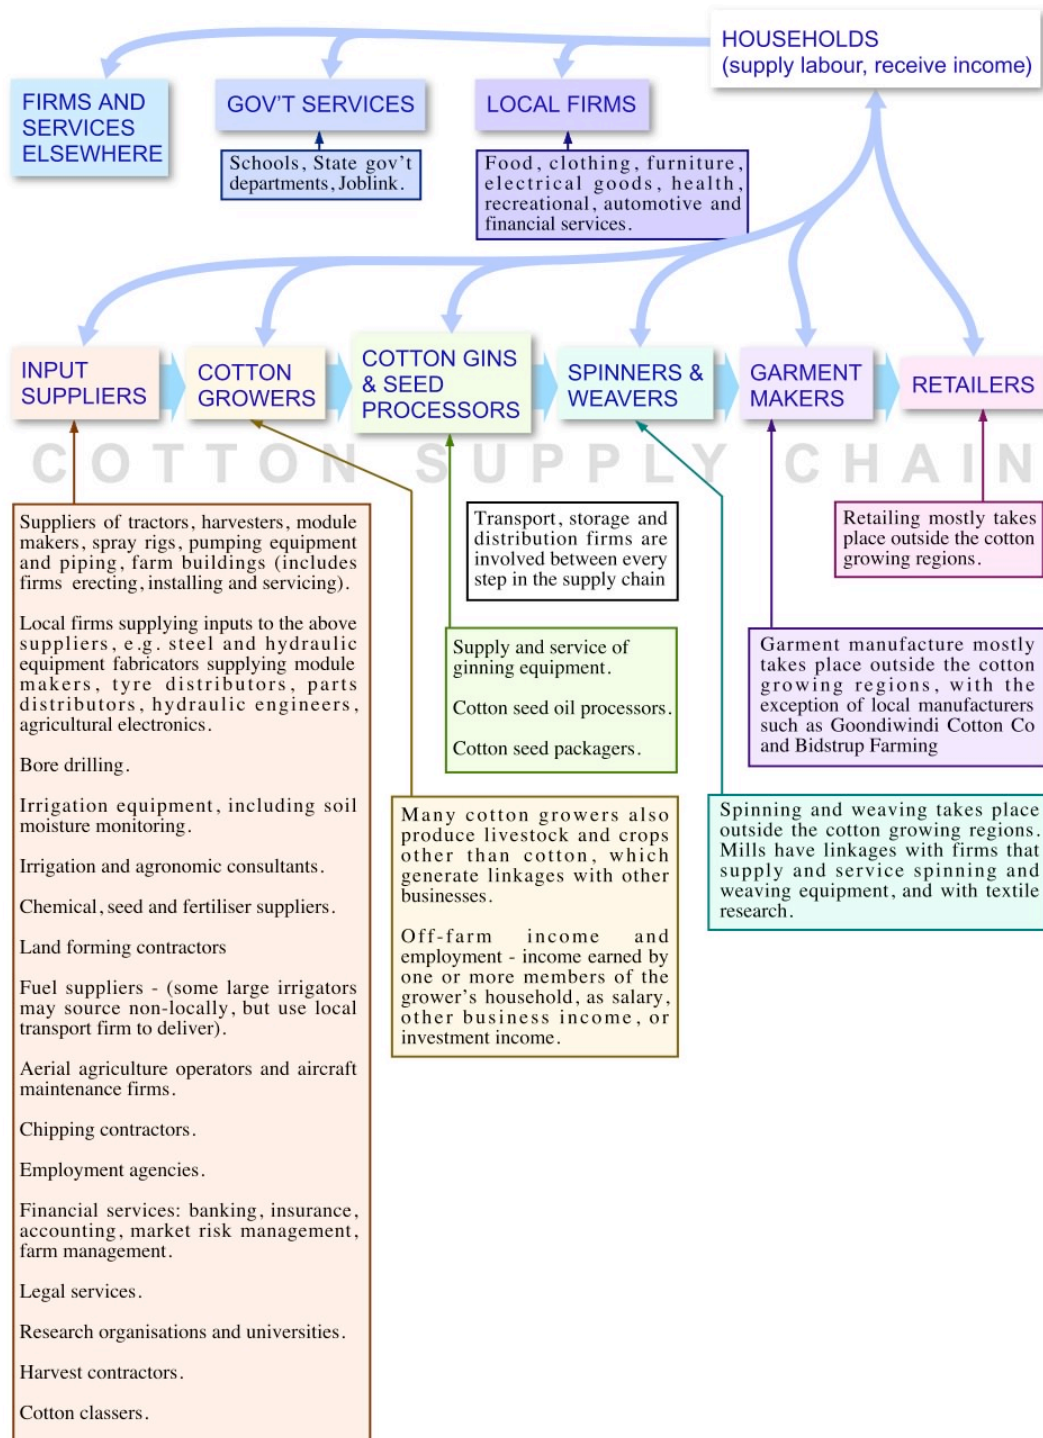 HOUSEHOLDS
(supply labour, receive income)
FIRMS AND
SERVICES
ELSEWHERE
GOV'T SERVICES
LOCAL FIRMS
Schools, State gov't
departments, Joblink.
Food, clothing, furniture,
electrical goods, health,
recreational, automotive and
financial services.
INPUT
SUPPLIERS
COTTON
GROWERS
COTTON GINS
& SEED
PROCESSORS
SPINNERS &
WEAVERS
GARMENT
MAKERS
RETAILERS
COTTON SUPPLY CHAIN
Suppliers of tractors, harvesters, module
makers, spray rigs, pumping equipment
and piping, farm buildings (includes
firms erecting, installing and servicing).
Local firms supplying inputs to the above
suppliers, e.g. steel and hydraulic
equipment fabricators supplying module
makers, tyre distributors, parts
distributors, hydraulic engineers,
agricultural electronics.
Bore drilling.
Irrigation equipment, including soil
moisture monitoring.
Irrigation and agronomic consultants.
Chemical, seed and fertiliser suppliers.
Land forming contractors
Fuel suppliers - (some large irrigators
may source non-locally, but use local
transport firm to deliver).
Aerial agriculture operators and aircraft
maintenance firms.
Chipping contractors.
Employment agencies.
Financial services: banking, insurance,
accounting, market risk management,
farm management.
Legal services.
Research organisations and universities.
Harvest contractors.
Cotton classers.
Transport, storage and
distribution firms are
involved between every
step in the supply chain
Retailing mostly takes
place outside the cotton
growing regions.
Supply and service of
ginning equipment.
Cotton seed oil processors.
Cotton seed packagers.
Garment manufacture mostly
takes place outside the cotton
growing regions, with the
exception of local manufacturers
such as Goondiwindi Cotton Co
and Bidstrup Farming
Many cotton growers also
produce livestock and crops
other than cotton, which
generate linkages with other
businesses.
Off-farm income and
employment - income earned by
one or more members of the
grower's household, as salary,
other business income, or
investment income.
Spinning and weaving takes place
outside the cotton growing regions.
Mills have linkages with firms that
supply and service spinning and
weaving equipment, and with textile
research.